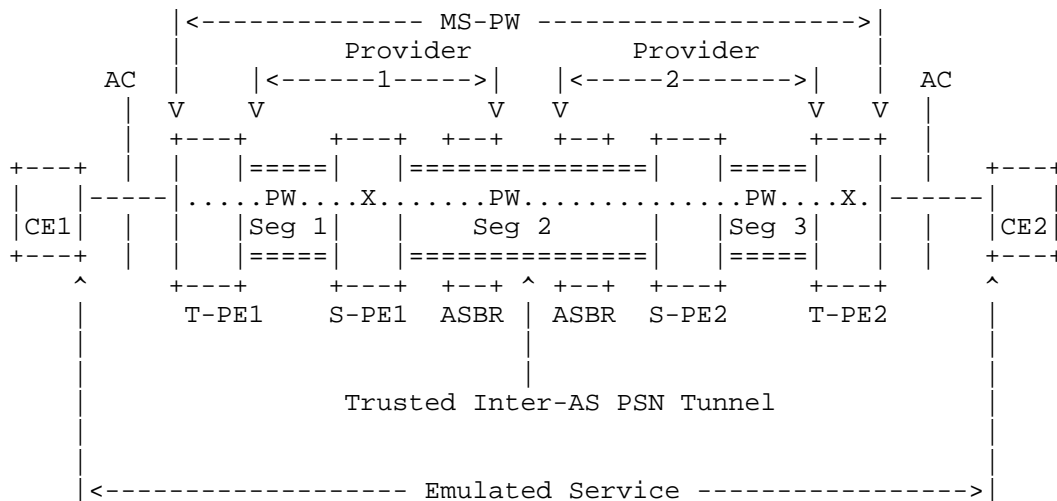 |<-------------- MS-PW --------------------->|
|          Provider         Provider         |
AC   |    |<------1----->|   |<-----2------->|   |  AC
|  V    V              V   V              V   V  |
|  +---+     +---+  +--+   +--+  +---+     +---+  |
+---+  |  |   |=====|   |===============|   |=====|   |  |  +---+
|   |-----|.....PW....X.......PW..............PW....X.|------|   |
|CE1|  |  |   |Seg 1|   |    Seg 2      |   |Seg 3|   |  |  |CE2|
+---+  |  |   |=====|   |===============|   |=====|   |  |  +---+
^     +---+     +---+  +--+ ^ +--+  +---+     +---+     ^
|     T-PE1     S-PE1  ASBR | ASBR  S-PE2     T-PE2     |
|                           |                           |
|                           |                           |
|                           |                           |
|              Trusted Inter-AS PSN Tunnel              |
|                                                       |
|                                                       |
|<------------------- Emulated Service ---------------->|